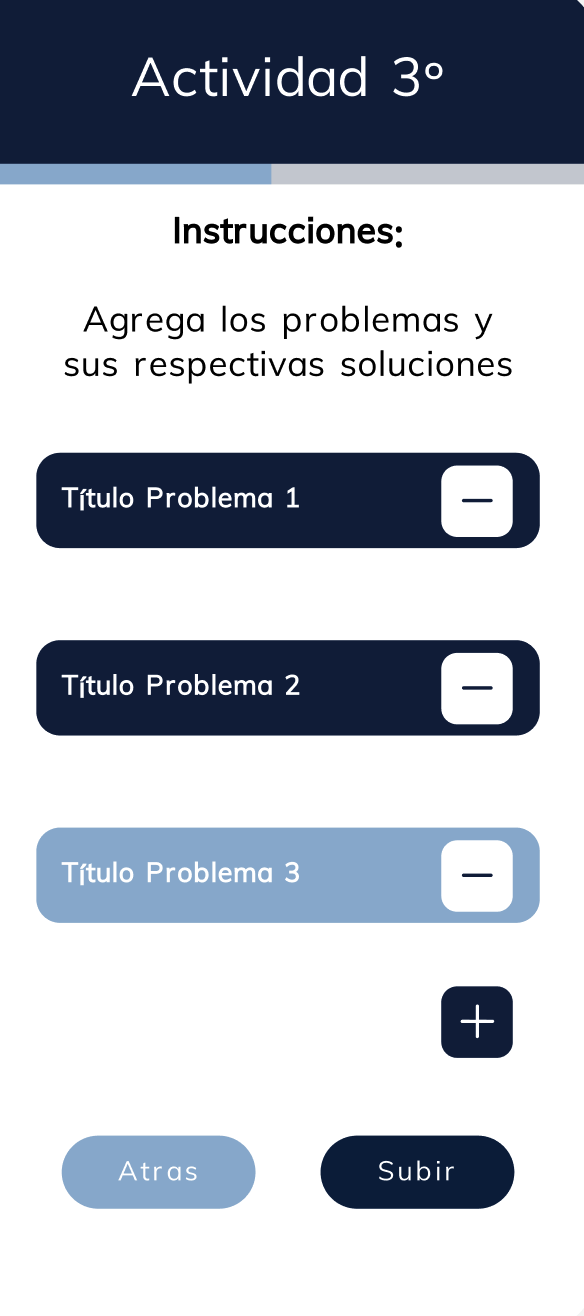 Actividad 3º
Instrucciones:
Agrega los problemas y
sus respectivas soluciones
Título Problema 1
Título Problema 2
Título Problema 3
Atras
Subir